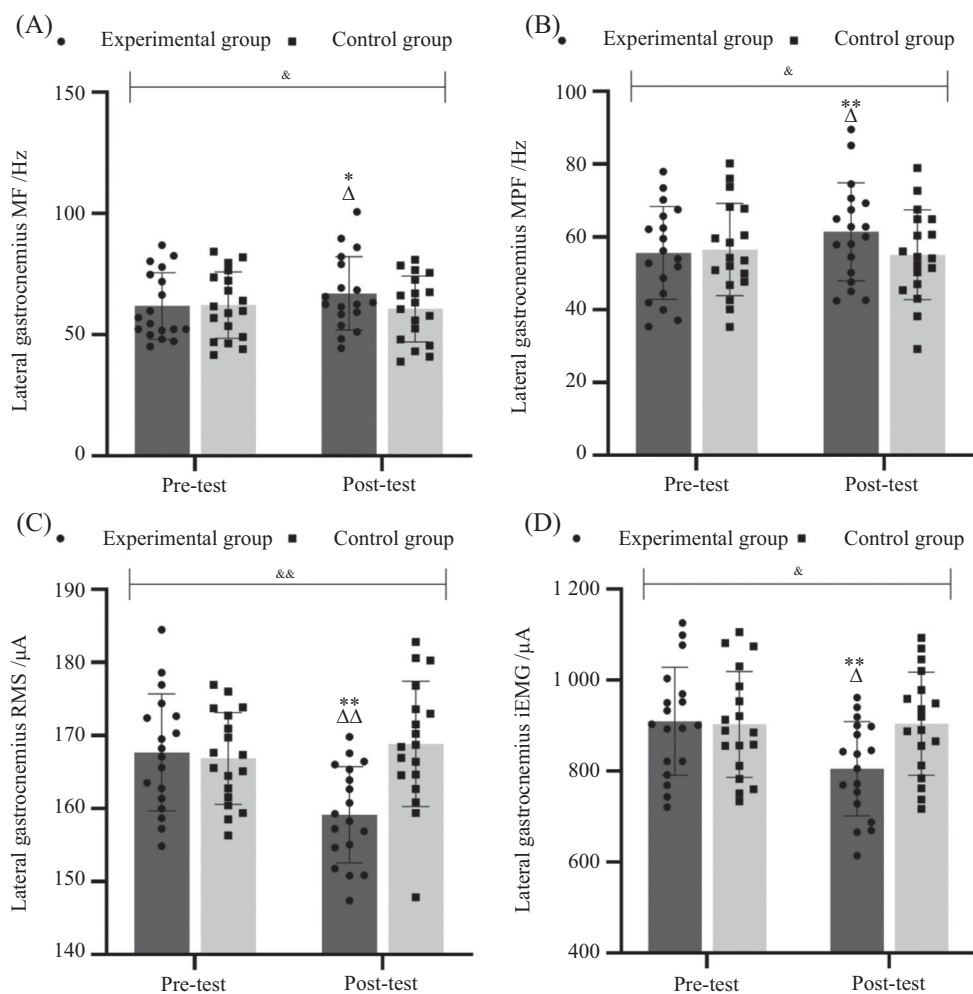 (A)
Experimental group Control group
&
150
100
50
0
Lateral gastrocnemius MF /Hz
*
Δ
Pre-test Post-test
(B)
Experimental group Control group
&
100
80
60
40
20
0
Lateral gastrocnemius MPF /Hz
**
Δ
Pre-test Post-test
(C)
Experimental group Control group
&&
190
180
170
160
150
140
Lateral gastrocnemius RMS /μA
**
ΔΔ
Pre-test Post-test
(D)
Experimental group Control group
&
1 200
1 000
800
600
400
Lateral gastrocnemius iEMG /μA
**
Δ
Pre-test Post-test